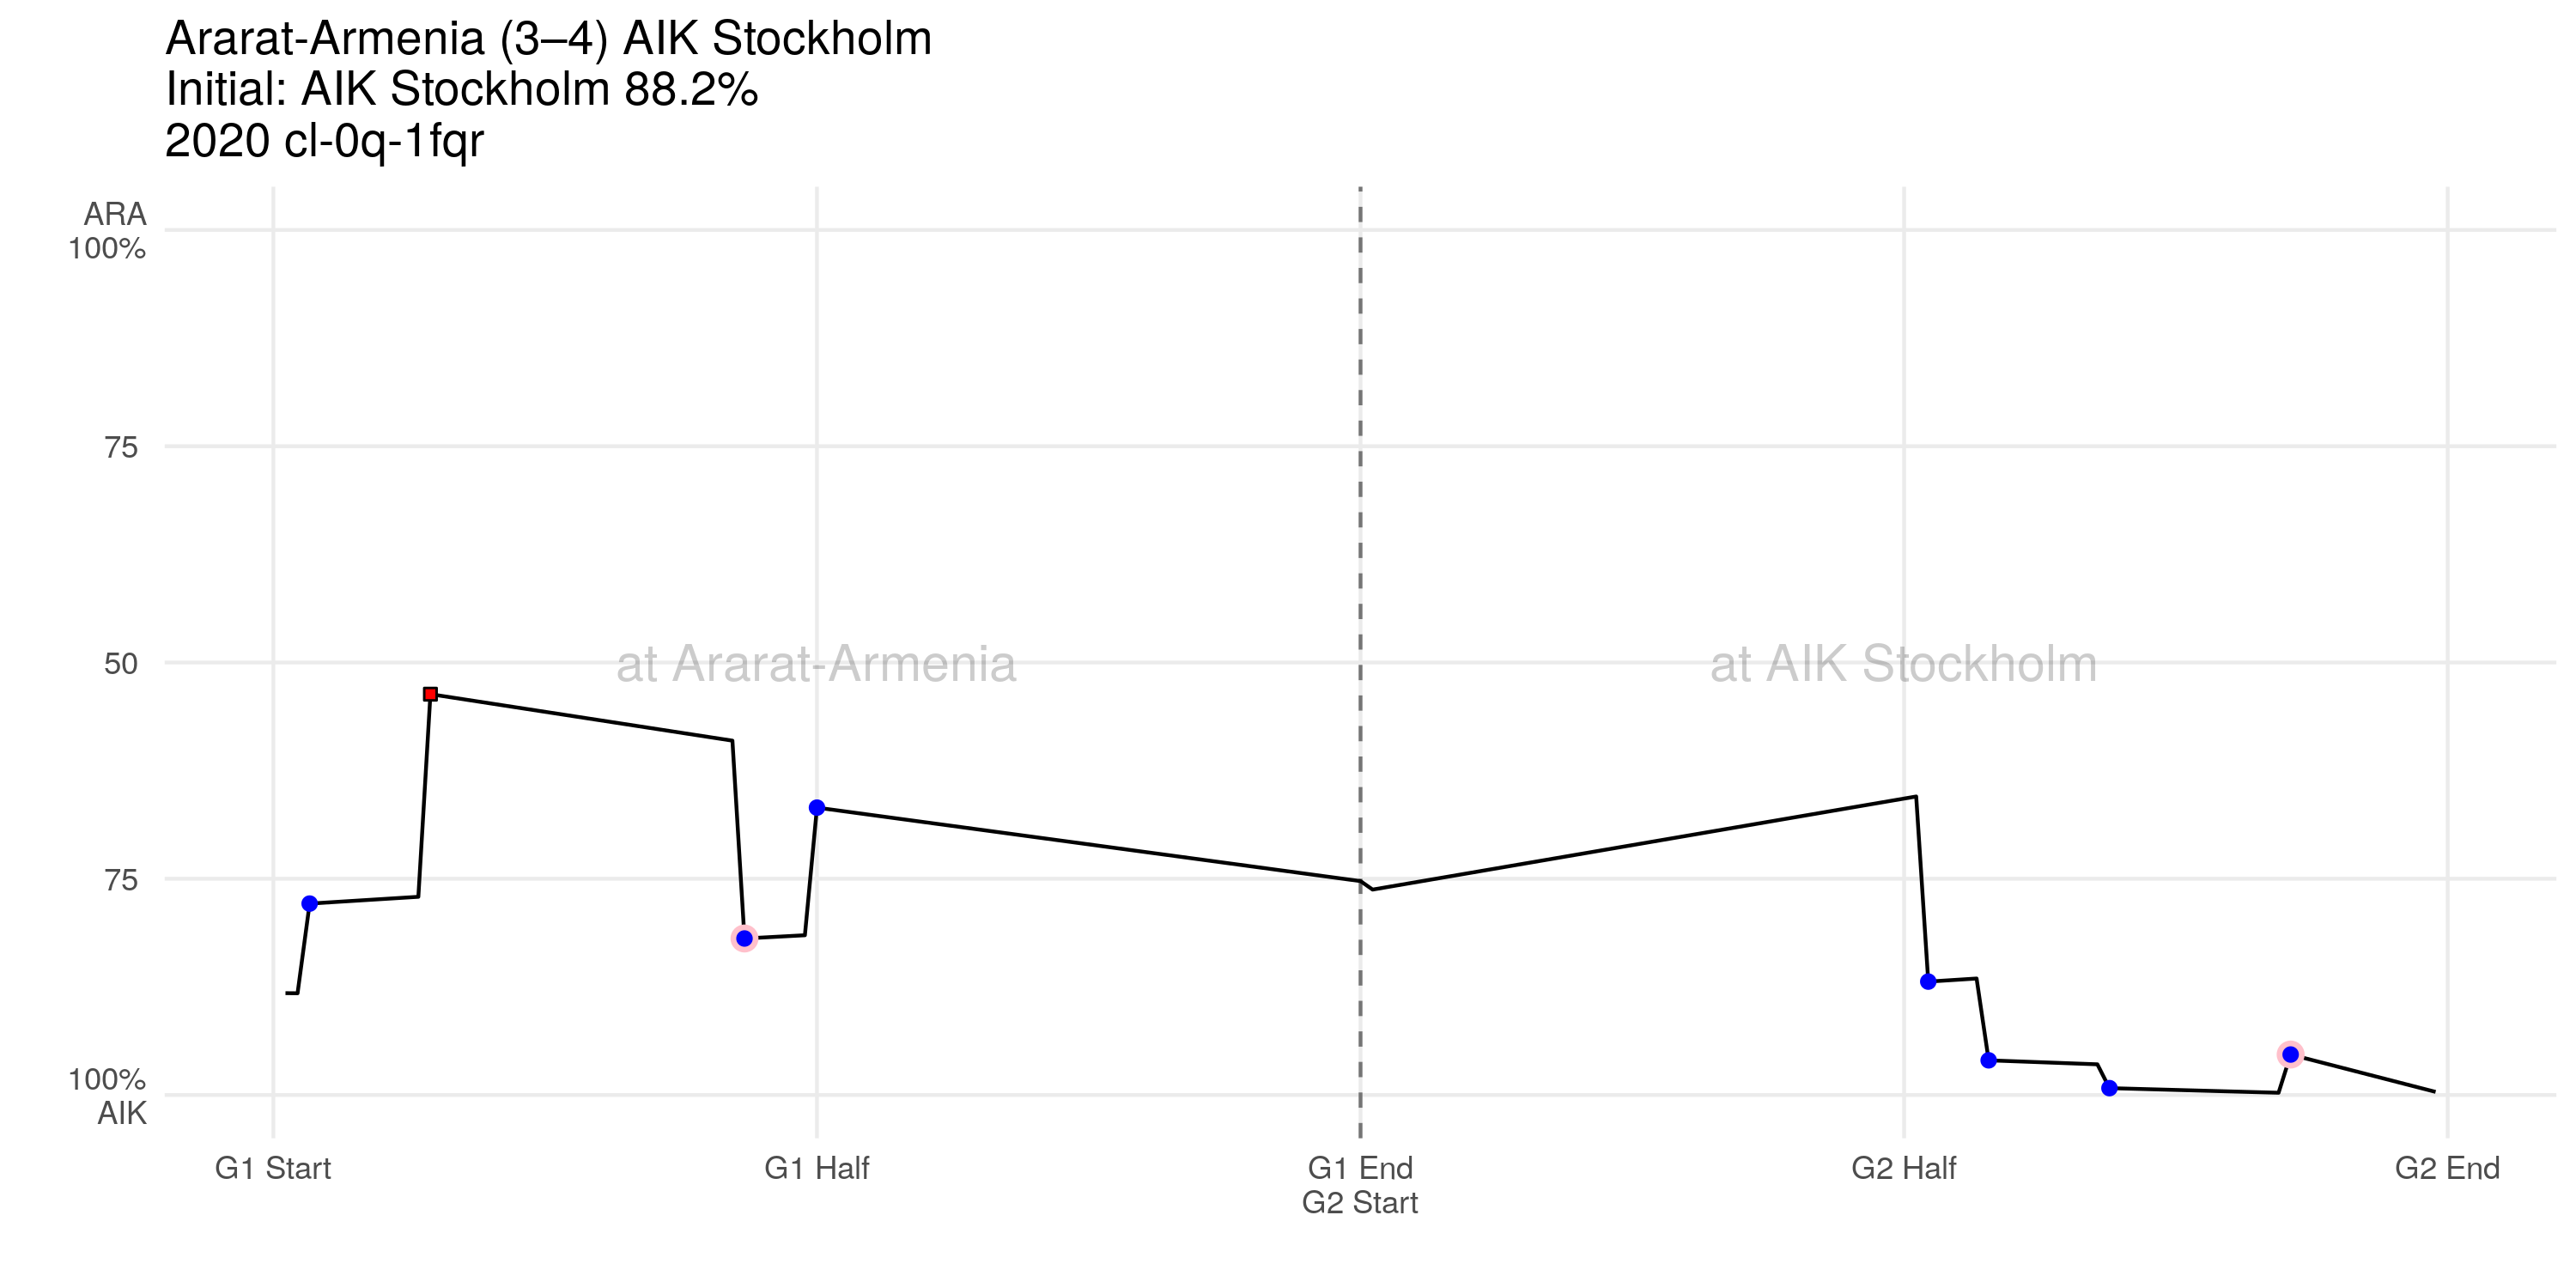 Ararat-Armenia (3–4) AIK Stockholm
Initial: AIK Stockholm 88.2%
2020 cl-0q-1fqr
ARA
100%
75
50
75
100%
AIK
at Ararat-Armenia
at AIK Stockholm
G1 Start
G1 Half
G1 End
G2 Start
G2 Half
G2 End